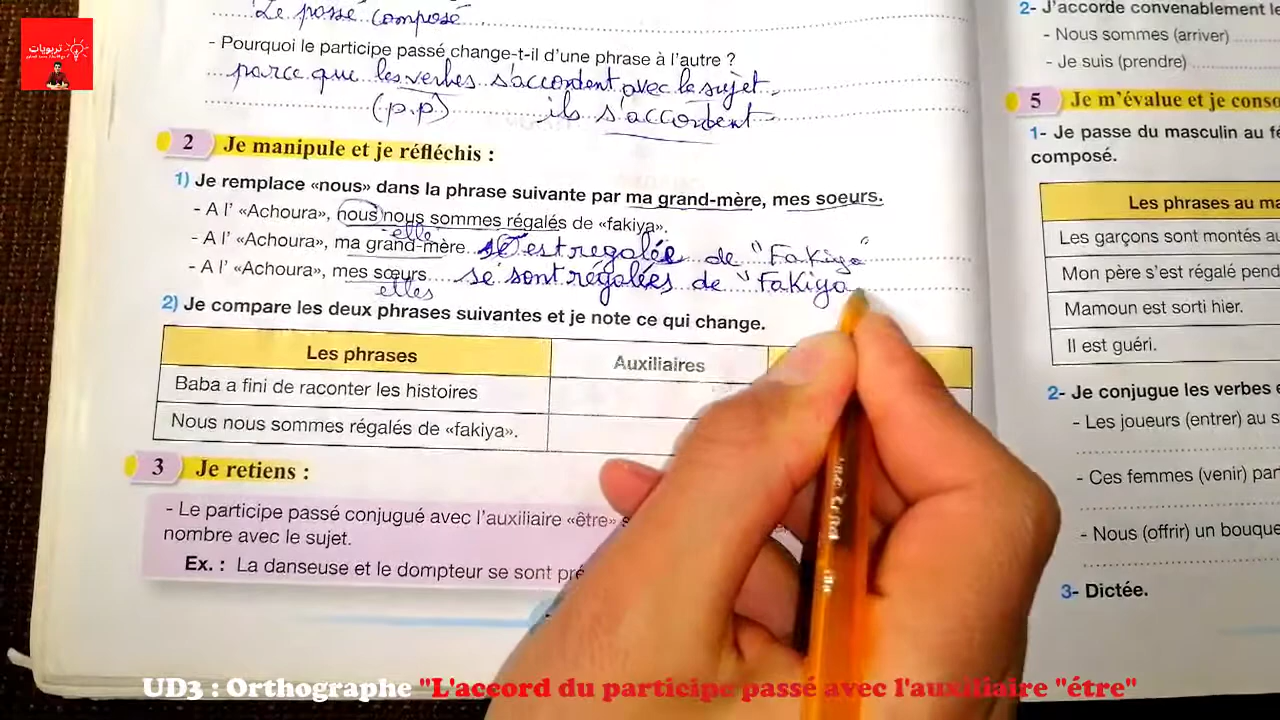 تربويات
Le passé composé
- Pourquoi le participe passé change-t-il d'une phrase à l'autre ?
parce que les verbes s'accordent avec le sujet.
(p.p) ils s'accordent
2 Je manipule et je réfléchis :
1) Je remplace «nous» dans la phrase suivante par ma grand-mère, mes soeurs.
- A l' «Achoura», nous nous sommes régalés de «fakiya».
elle
- A l' «Achoura», ma grand-mère est régalée de "Fakiya"
- A l' «Achoura», mes sœurs se sont régalées de "Fakiya
elles
2) Je compare les deux phrases suivantes et je note ce qui change.
Les phrases Auxiliaires
Baba a fini de raconter les histoires
Nous nous sommes régalés de «fakiya».
3 Je retiens :
- Le participe passé conjugué avec l'auxiliaire «être» s
nombre avec le sujet.
Ex. : La danseuse et le dompteur se sont pré
2- J'accorde convenablement le
- Nous sommes (arriver)
- Je suis (prendre)
5 Je m'évalue et je conso
1- Je passe du masculin au fé
composé.
Les phrases au ma
Les garçons sont montés au
Mon père s'est régalé pend
Mamoun est sorti hier.
Il est guéri.
2- Je conjugue les verbes
- Les joueurs (entrer) au s
- Ces femmes (venir) par
- Nous (offrir) un bouque
3- Dictée.
UD3 : Orthographe "L'accord du participe passé avec l'auxiliaire "étre"